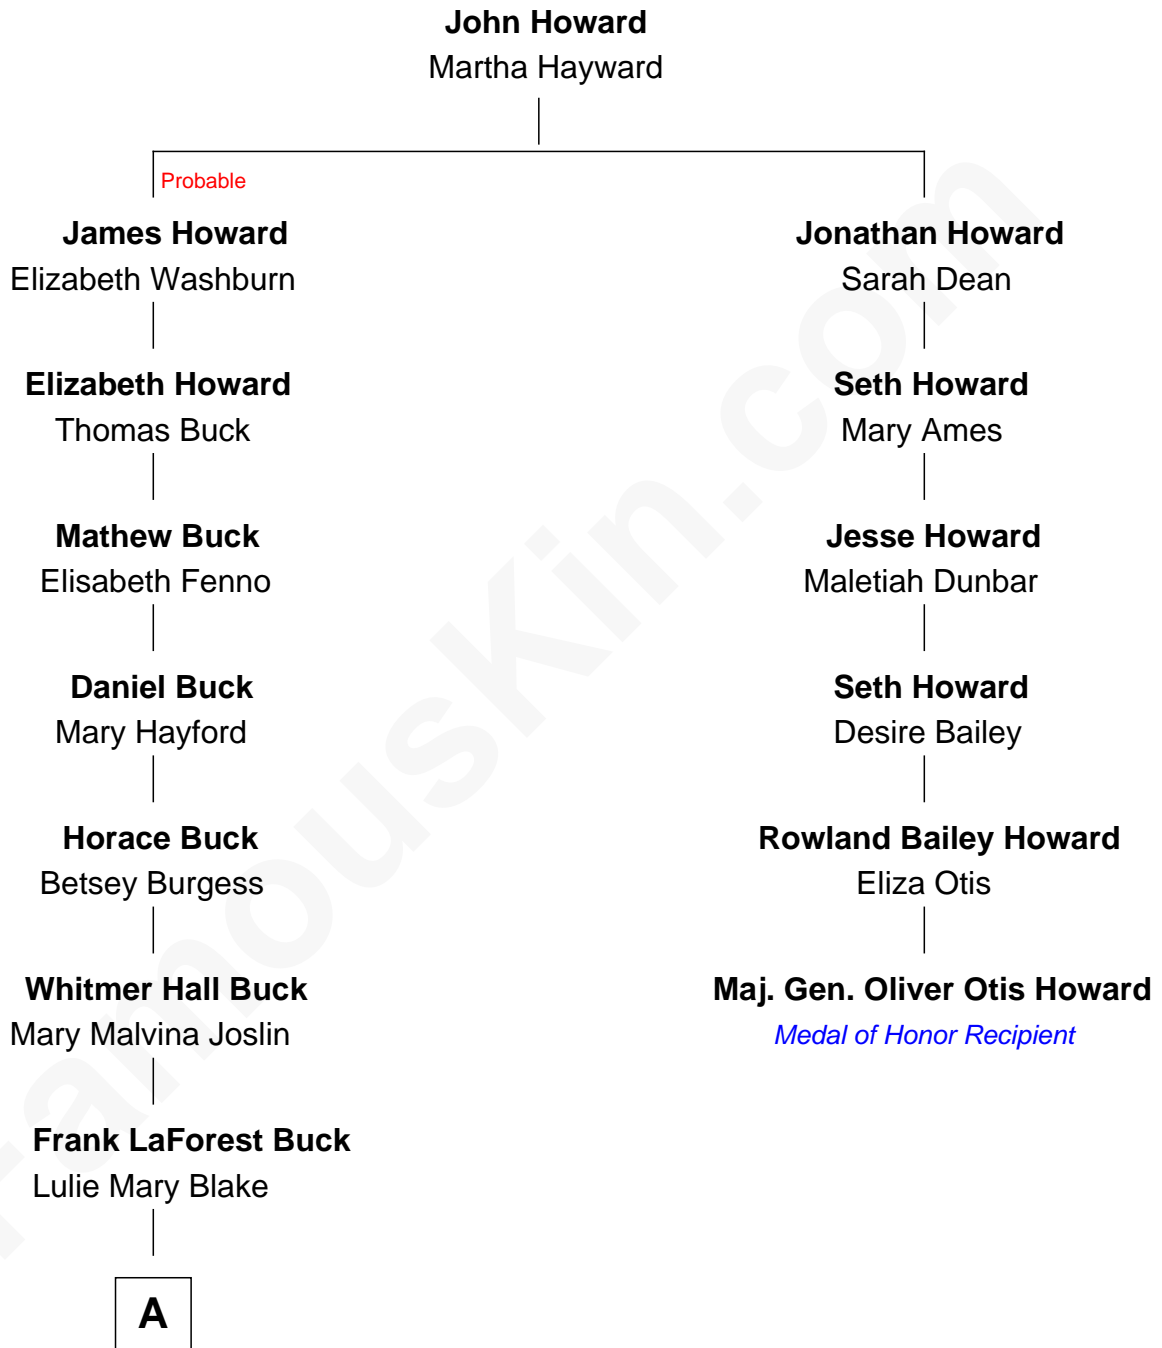 John Howard
Martha Hayward
Probable
James Howard
Elizabeth Washburn
Jonathan Howard
Sarah Dean
Elizabeth Howard
Thomas Buck
Seth Howard
Mary Ames
Mathew Buck
Elisabeth Fenno
Jesse Howard
Maletiah Dunbar
Daniel Buck
Mary Hayford
Seth Howard
Desire Bailey
Horace Buck
Betsey Burgess
Rowland Bailey Howard
Eliza Otis
Whitmer Hall Buck
Mary Malvina Joslin
Maj. Gen. Oliver Otis Howard
Medal of Honor Recipient
Frank LaForest Buck
Lulie Mary Blake
A
FamousKin.com